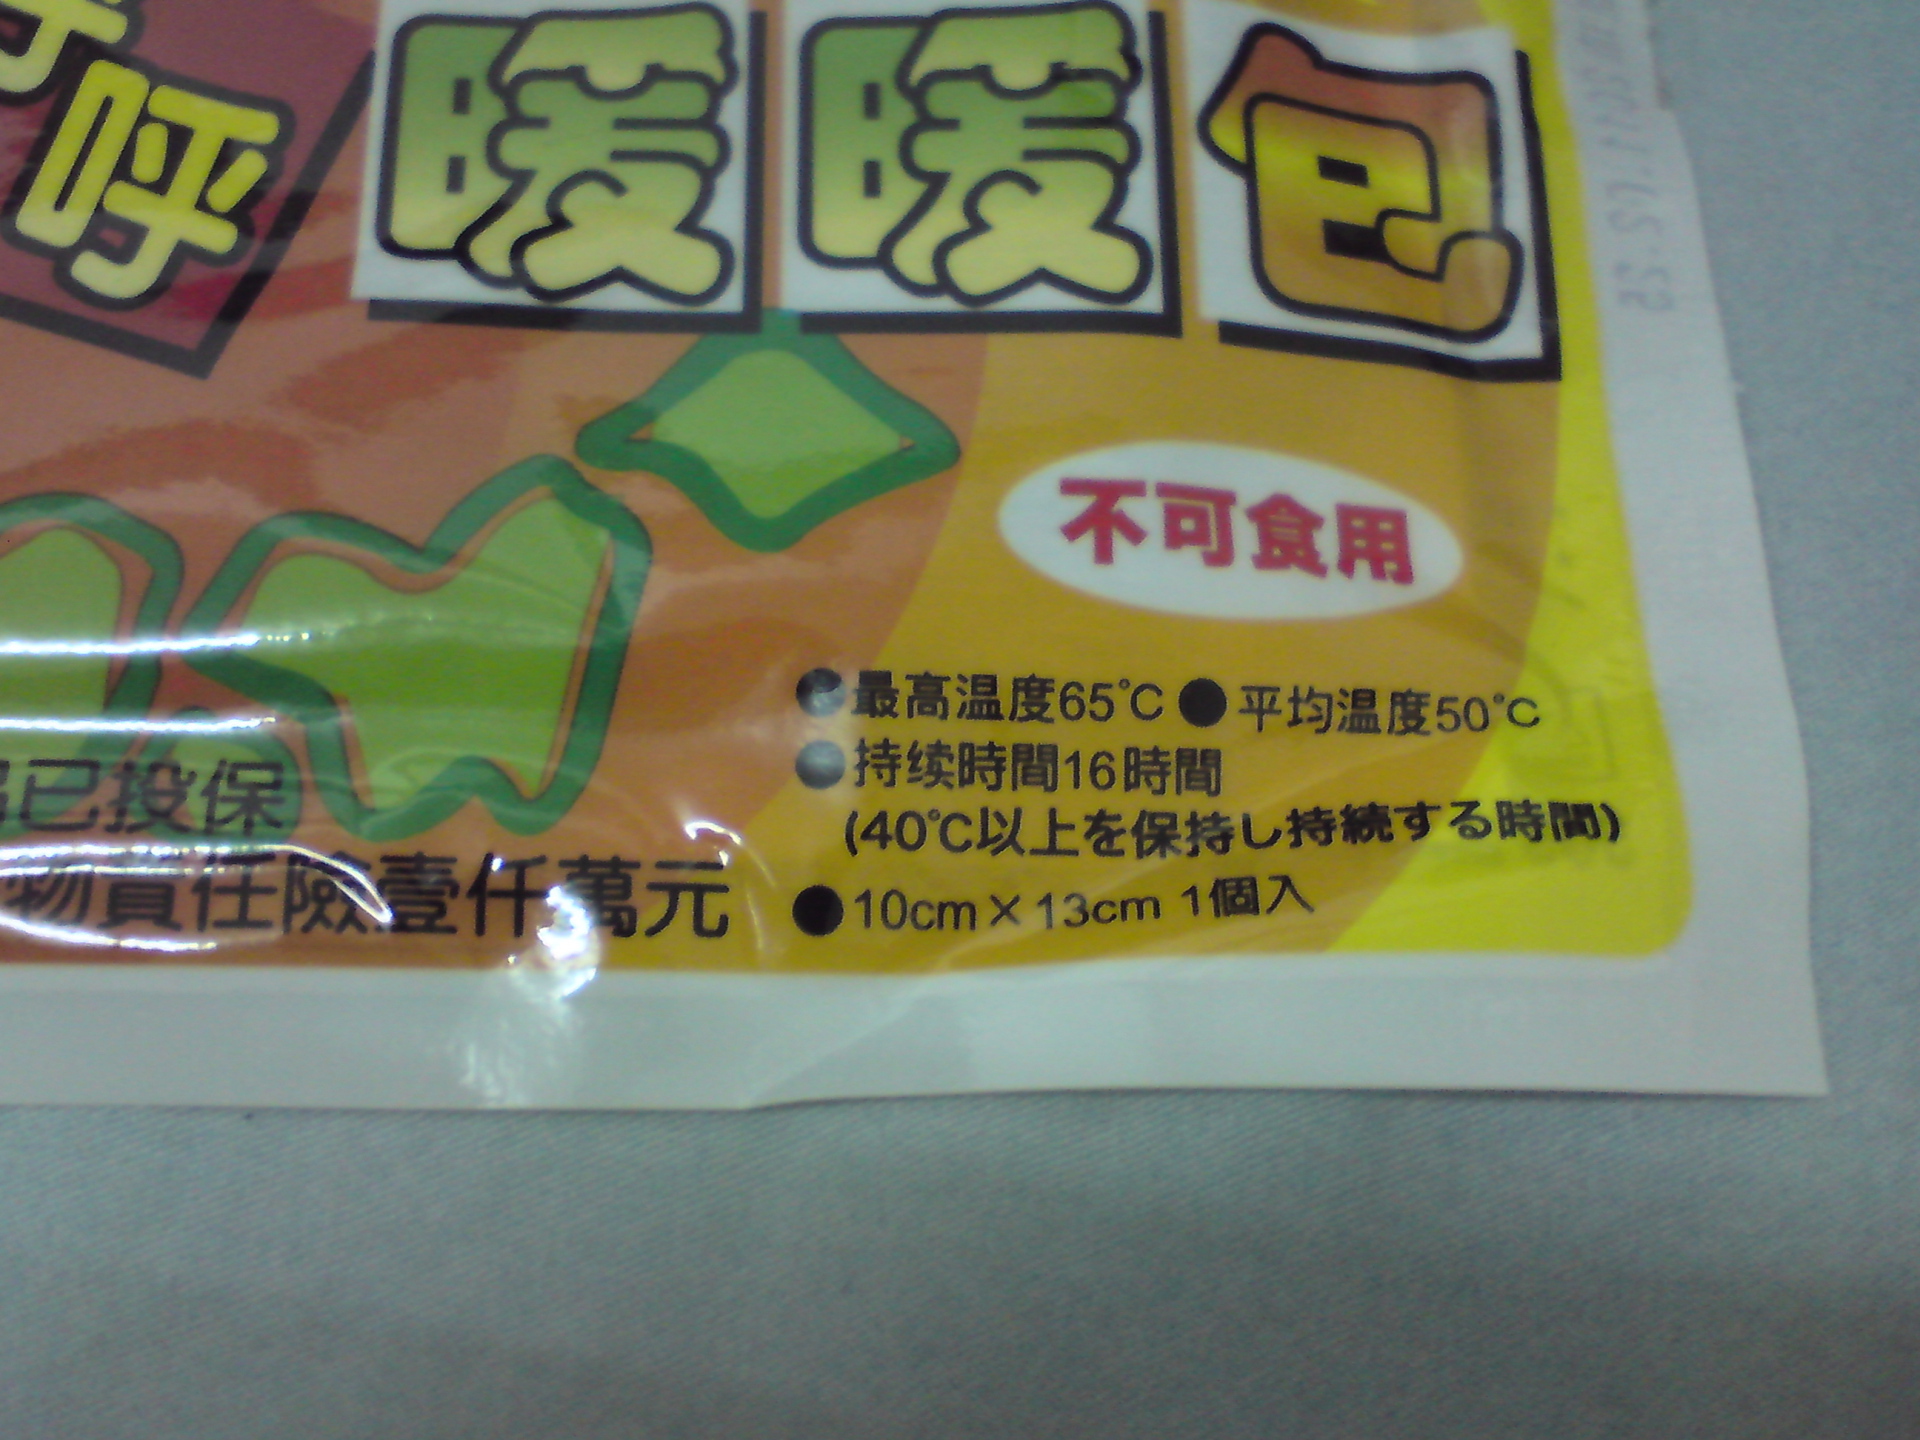 呼 暖暖包
不可食用
●最高温度65℃ ●平均温度50℃
●持续時間16時間
(40℃以上を保持し持続する時間)
●10cm×13cm 1個入
已投保
物責任險壹仟萬元